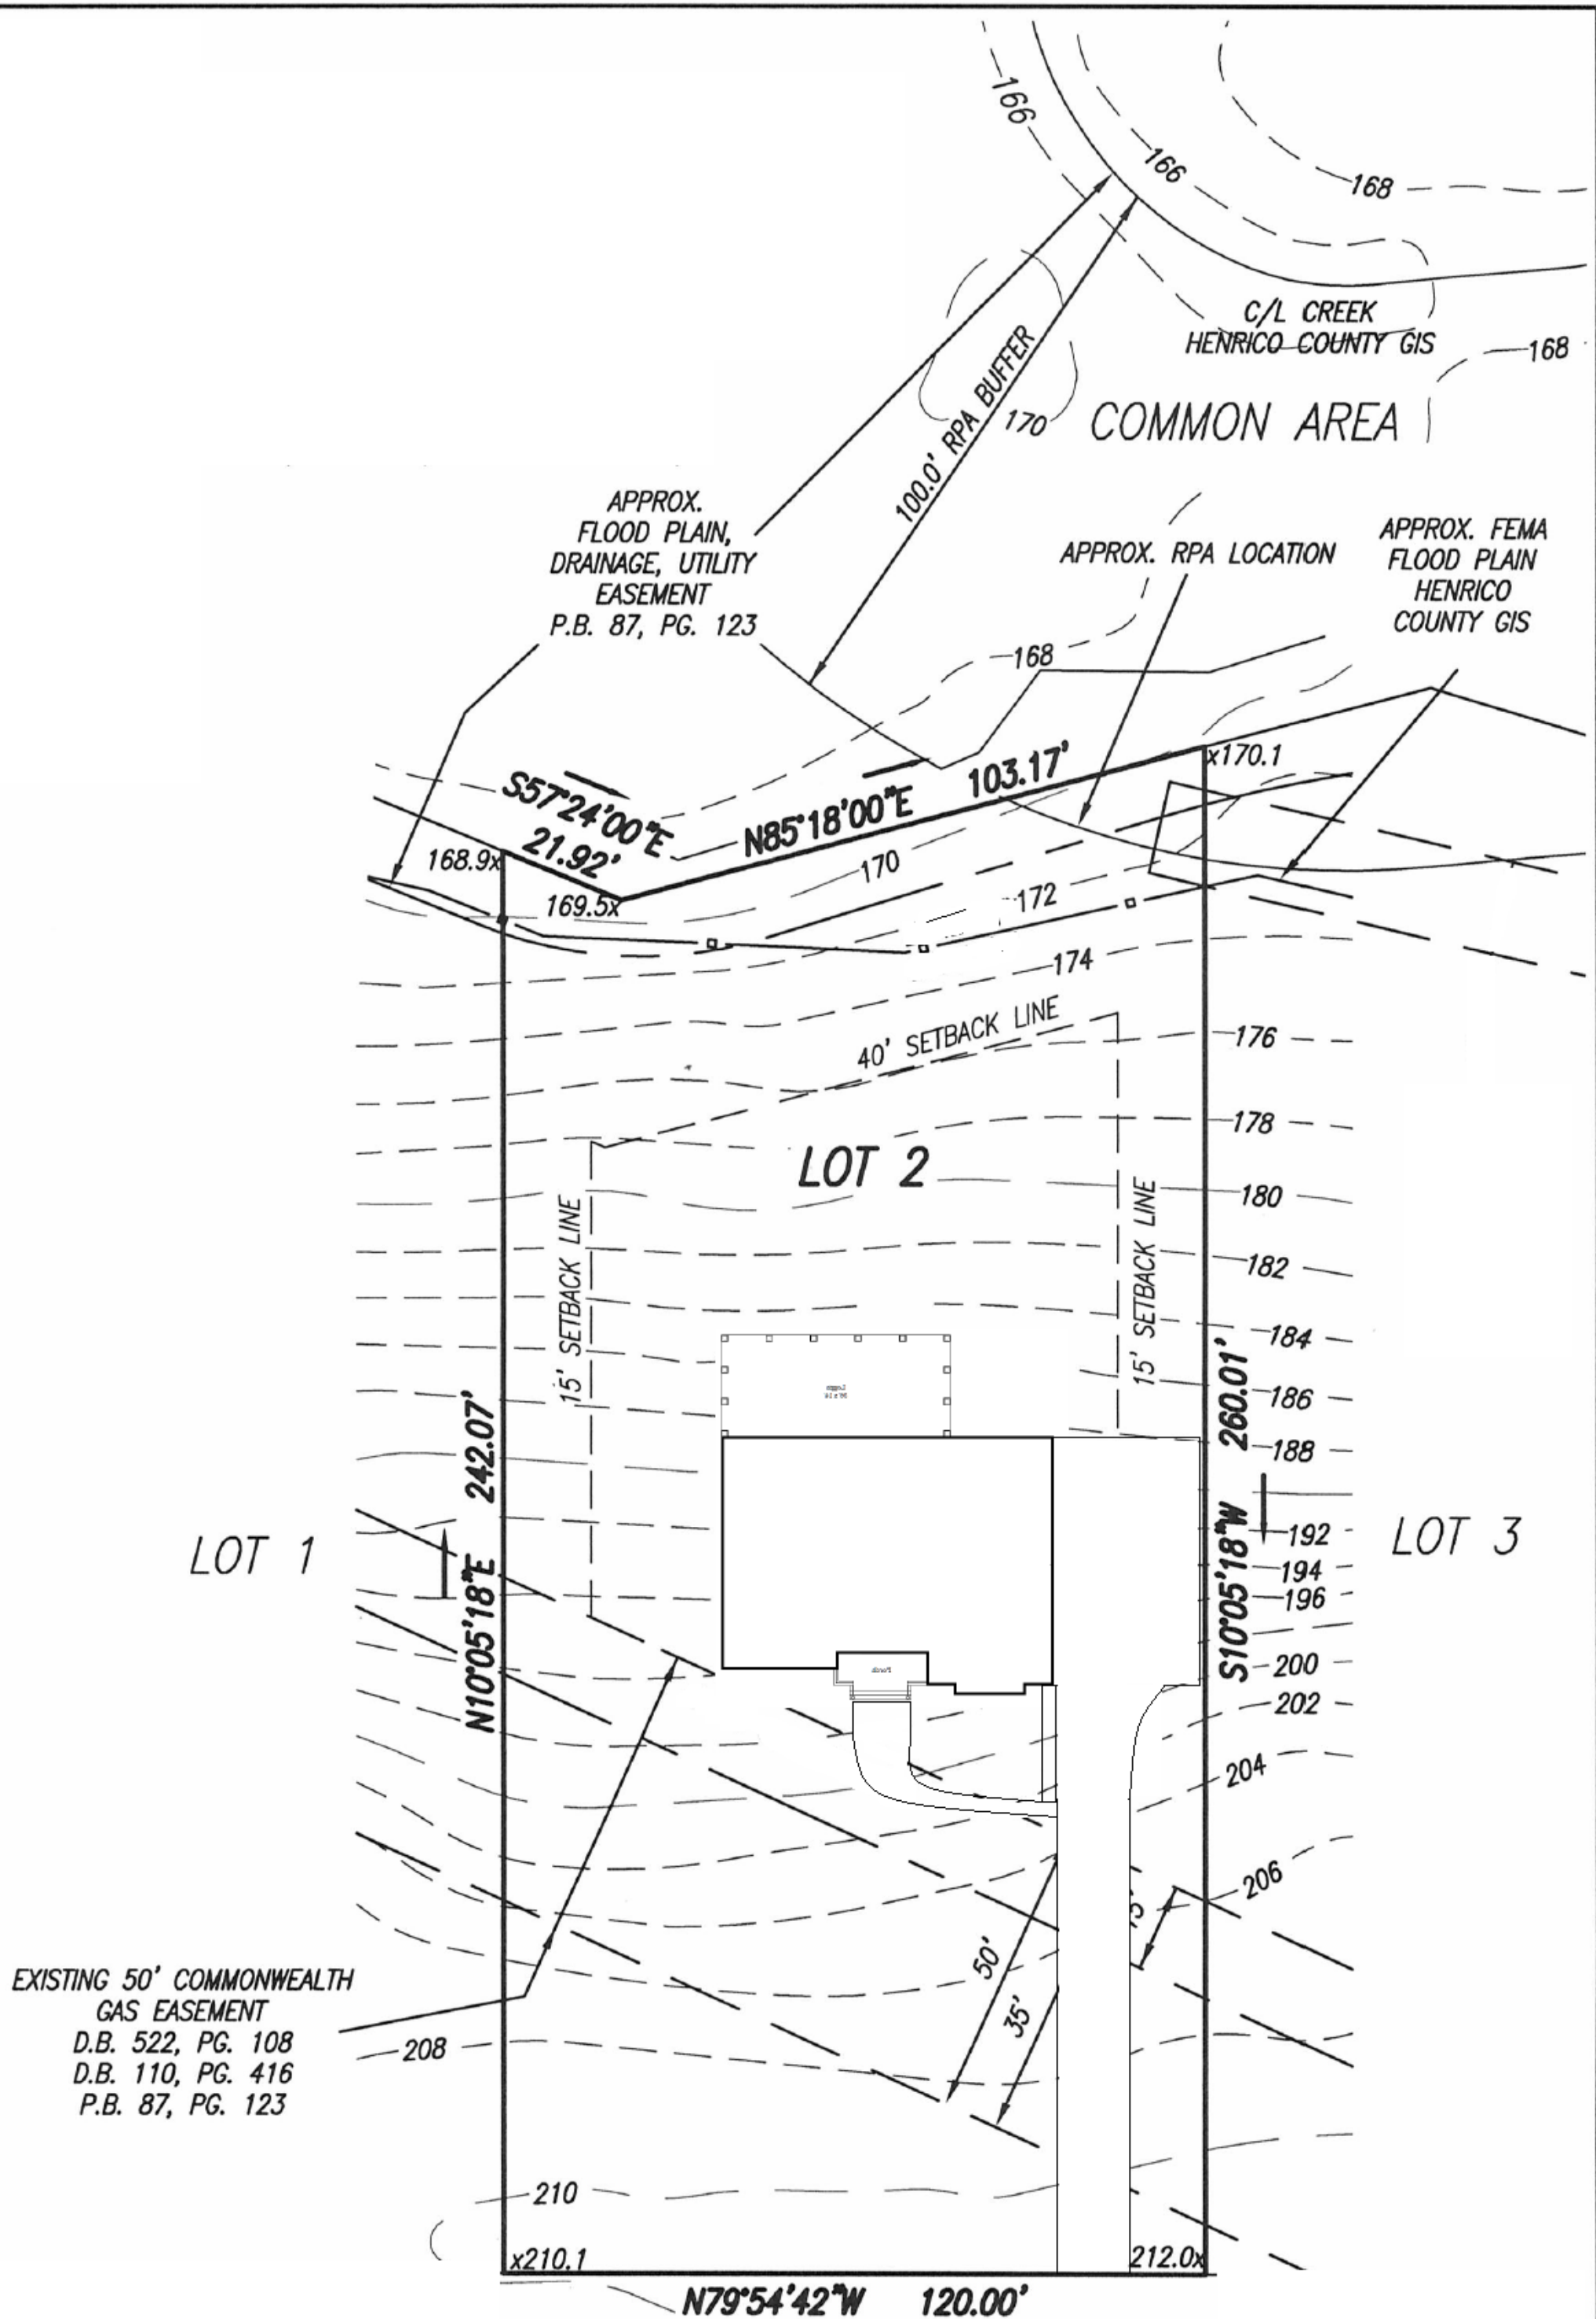 166
166
168
C/L CREEK
HENRICO COUNTY GIS
168
100.0' RPA BUFFER
170
COMMON AREA
APPROX.
FLOOD PLAIN,
DRAINAGE, UTILITY
EASEMENT
P.B. 87, PG. 123
APPROX. RPA LOCATION
APPROX. FEMA
FLOOD PLAIN
HENRICO
COUNTY GIS
168
x170.1
S57°24'00"E
21.92'
N85°18'00"E 103.17'
168.9x
169.5x
170
172
174
40' SETBACK LINE
176
178
LOT 2
180
15' SETBACK LINE
15' SETBACK LINE
182
184
186
188
192
194
196
200
202
204
206
N10°05'18"E 242.07'
S10°05'18"W 260.01'
LOT 1
LOT 3
Porch
50'
35'
EXISTING 50' COMMONWEALTH
GAS EASEMENT
D.B. 522, PG. 108
D.B. 110, PG. 416
P.B. 87, PG. 123
208
210
x210.1
212.0x
N79°54'42"W 120.00'